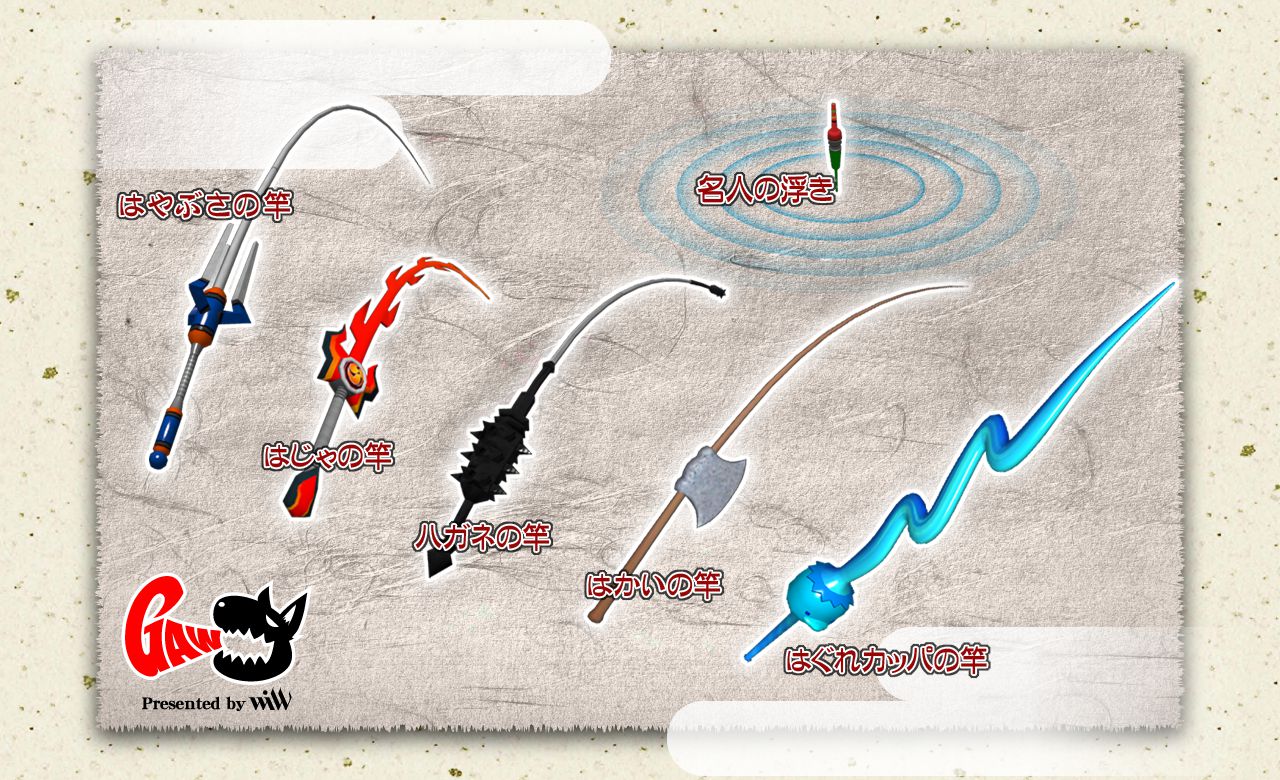 名人の浮き
はやぶさの竿
はじゃの竿
ハガネの竿
はかいの竿
はぐれカッパの竿
GAW
Presented by WiLL